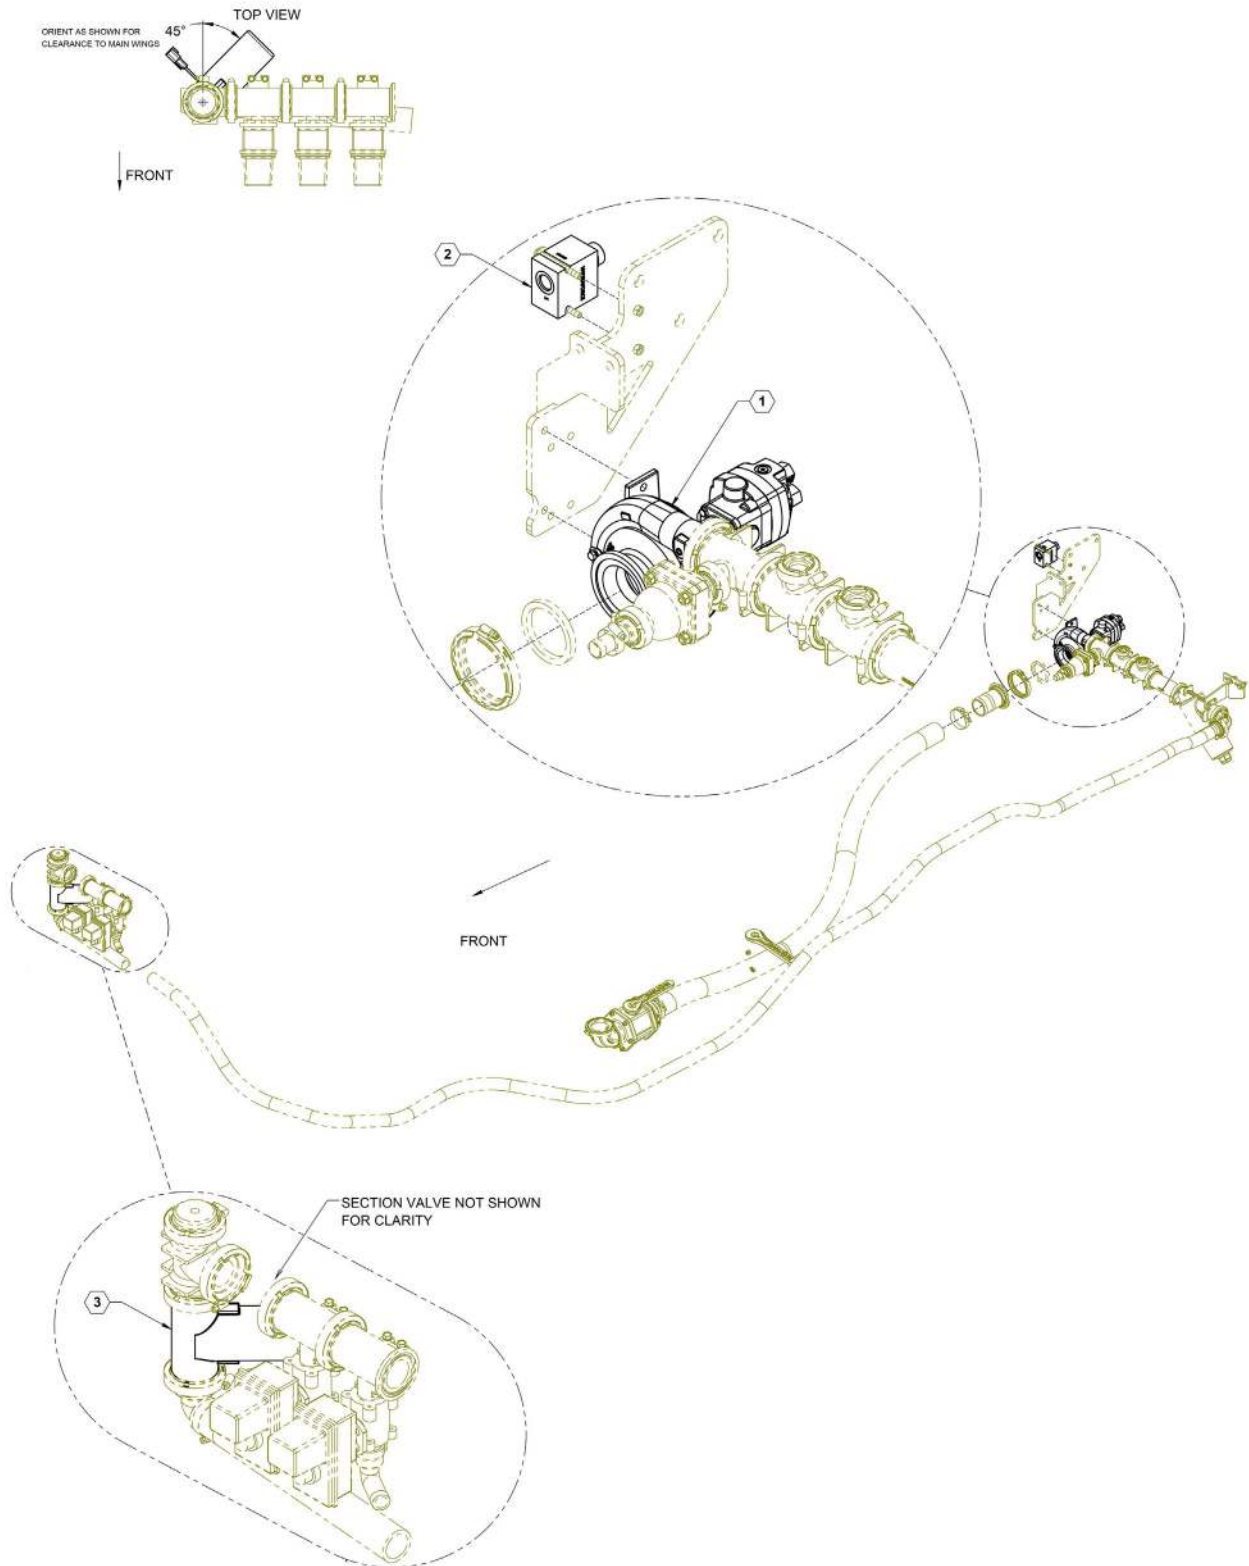 TOP VIEW
ORIENT AS SHOWN FOR
CLEARANCE TO MAIN WINGS
45°
FRONT
2
1
FRONT
SECTION VALVE NOT SHOWN
FOR CLARITY
3